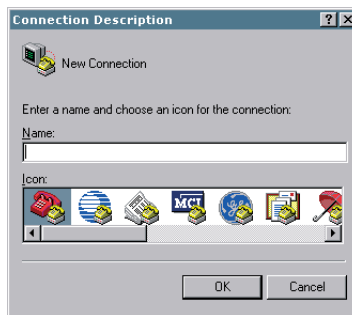 Connection Description
New Connection
Enter a name and choose an icon for the connection:
Name:
Icon:
MCI
OK
Cancel